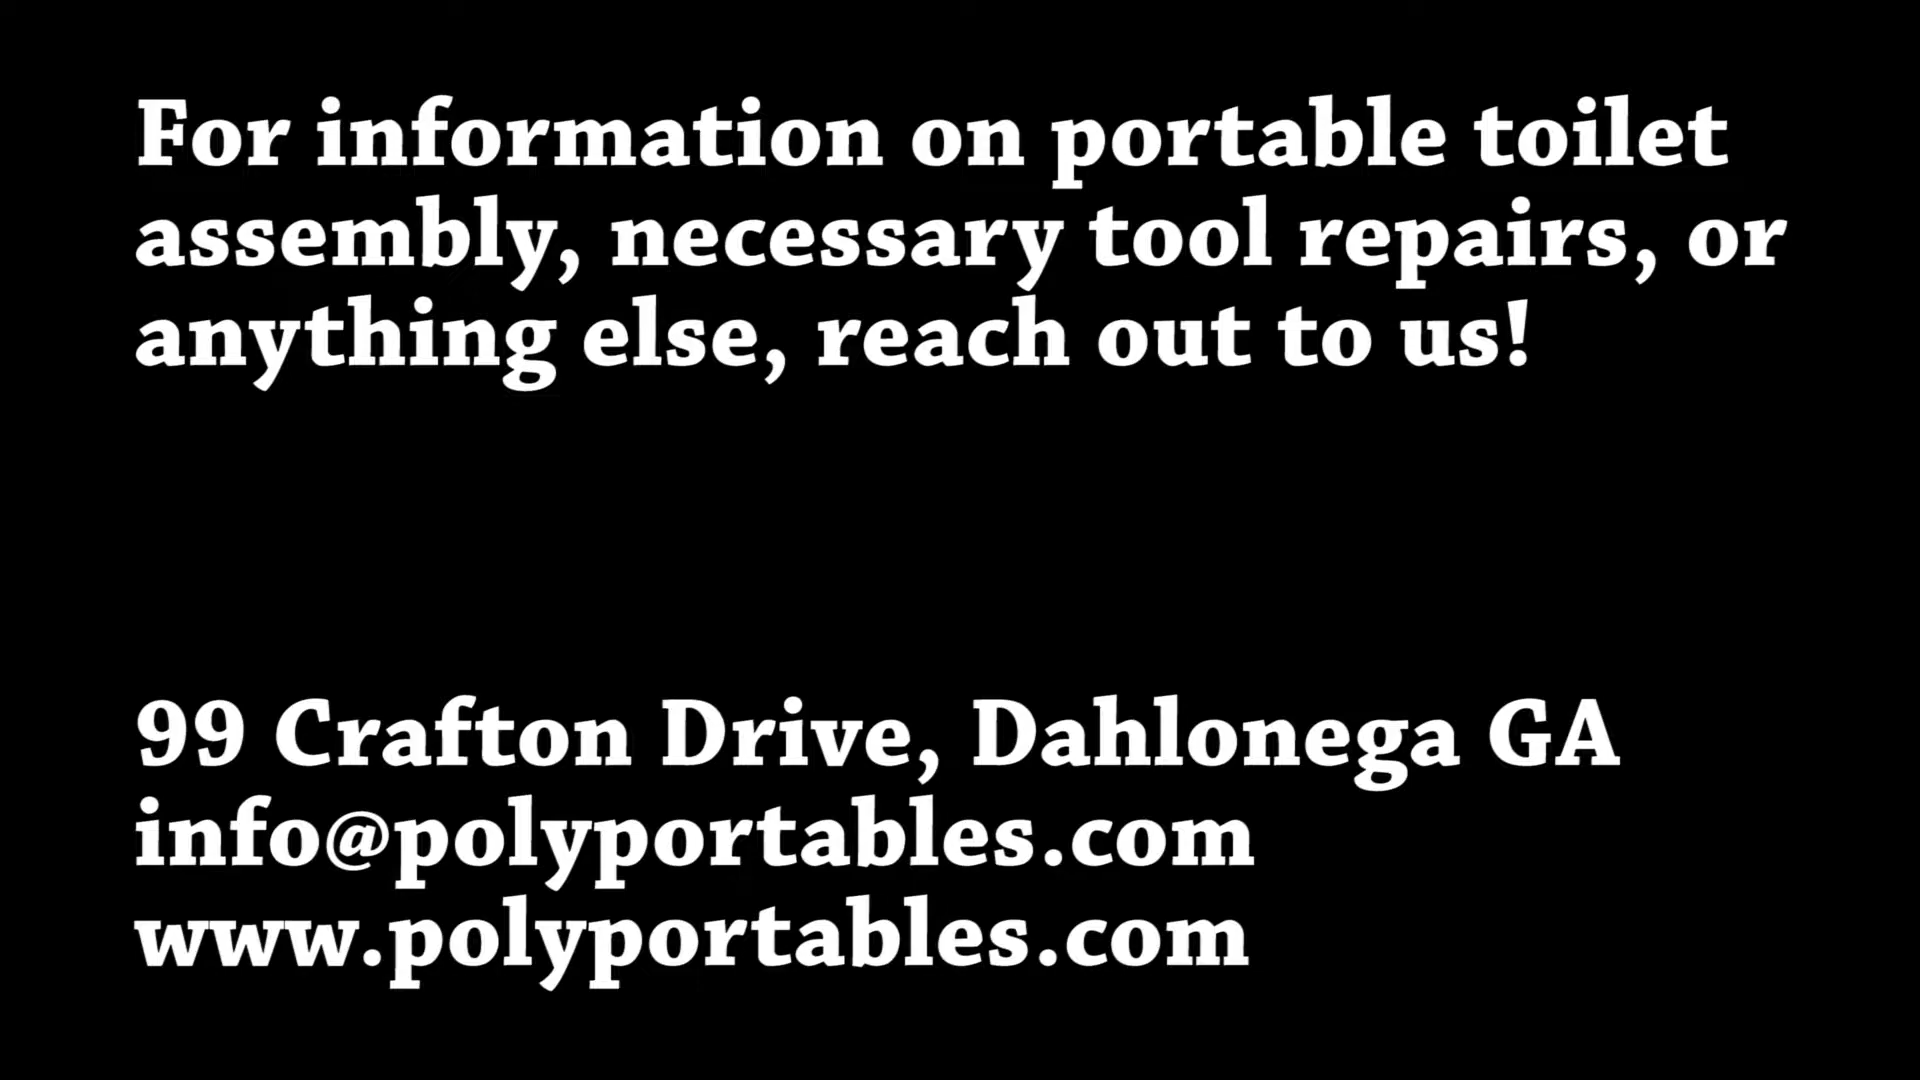 For information on portable toilet
assembly, necessary tool repairs, or
anything else, reach out to us!
99 Crafton Drive, Dahlonega GA
info@polyportables.com
www.polyportables.com